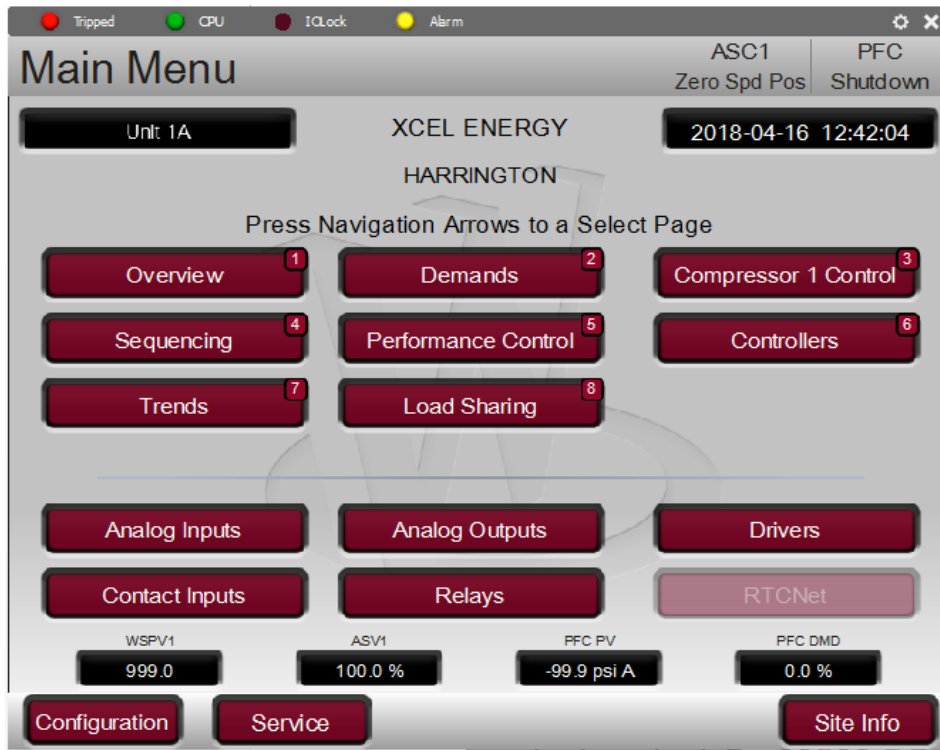 Tripped CPU IOLock Alarm
Main Menu
ASC1 PFC
Zero Spd Pos Shutdown
Unit 1A XCEL ENERGY 2018-04-16 12:42:04
HARRINGTON
Press Navigation Arrows to a Select Page
Overview 1 Demands 2 Compressor 1 Control 3
Sequencing 4 Performance Control 5 Controllers 6
Trends 7 Load Sharing 8
Analog Inputs Analog Outputs Drivers
Contact Inputs Relays RTCNet
WSPV1 ASV1 PFC PV PFC DMD
999.0 100.0 % -99.9 psi A 0.0 %
Configuration Service Site Info